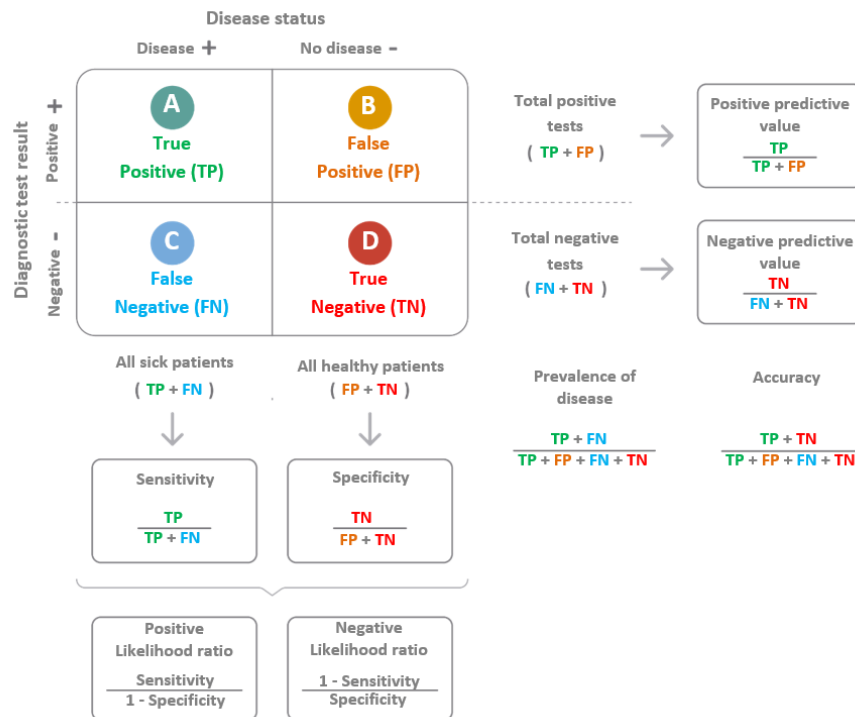 Disease status
Disease +
No disease -
Diagnostic test result
Positive +
Negative -
A
True
Positive (TP)
B
False
Positive (FP)
Total positive
tests
( TP + FP )
Positive predictive
value
TP
TP + FP
C
False
Negative (FN)
D
True
Negative (TN)
Total negative
tests
( FN + TN )
Negative predictive
value
TN
FN + TN
All sick patients
( TP + FN )
All healthy patients
( FP + TN )
Prevalence of
disease
TP + FN
TP + FP + FN + TN
Accuracy
TP + TN
TP + FP + FN + TN
Sensitivity
TP
TP + FN
Specificity
TN
FP + TN
Positive
Likelihood ratio
Sensitivity
1 - Specificity
Negative
Likelihood ratio
1 - Sensitivity
Specificity